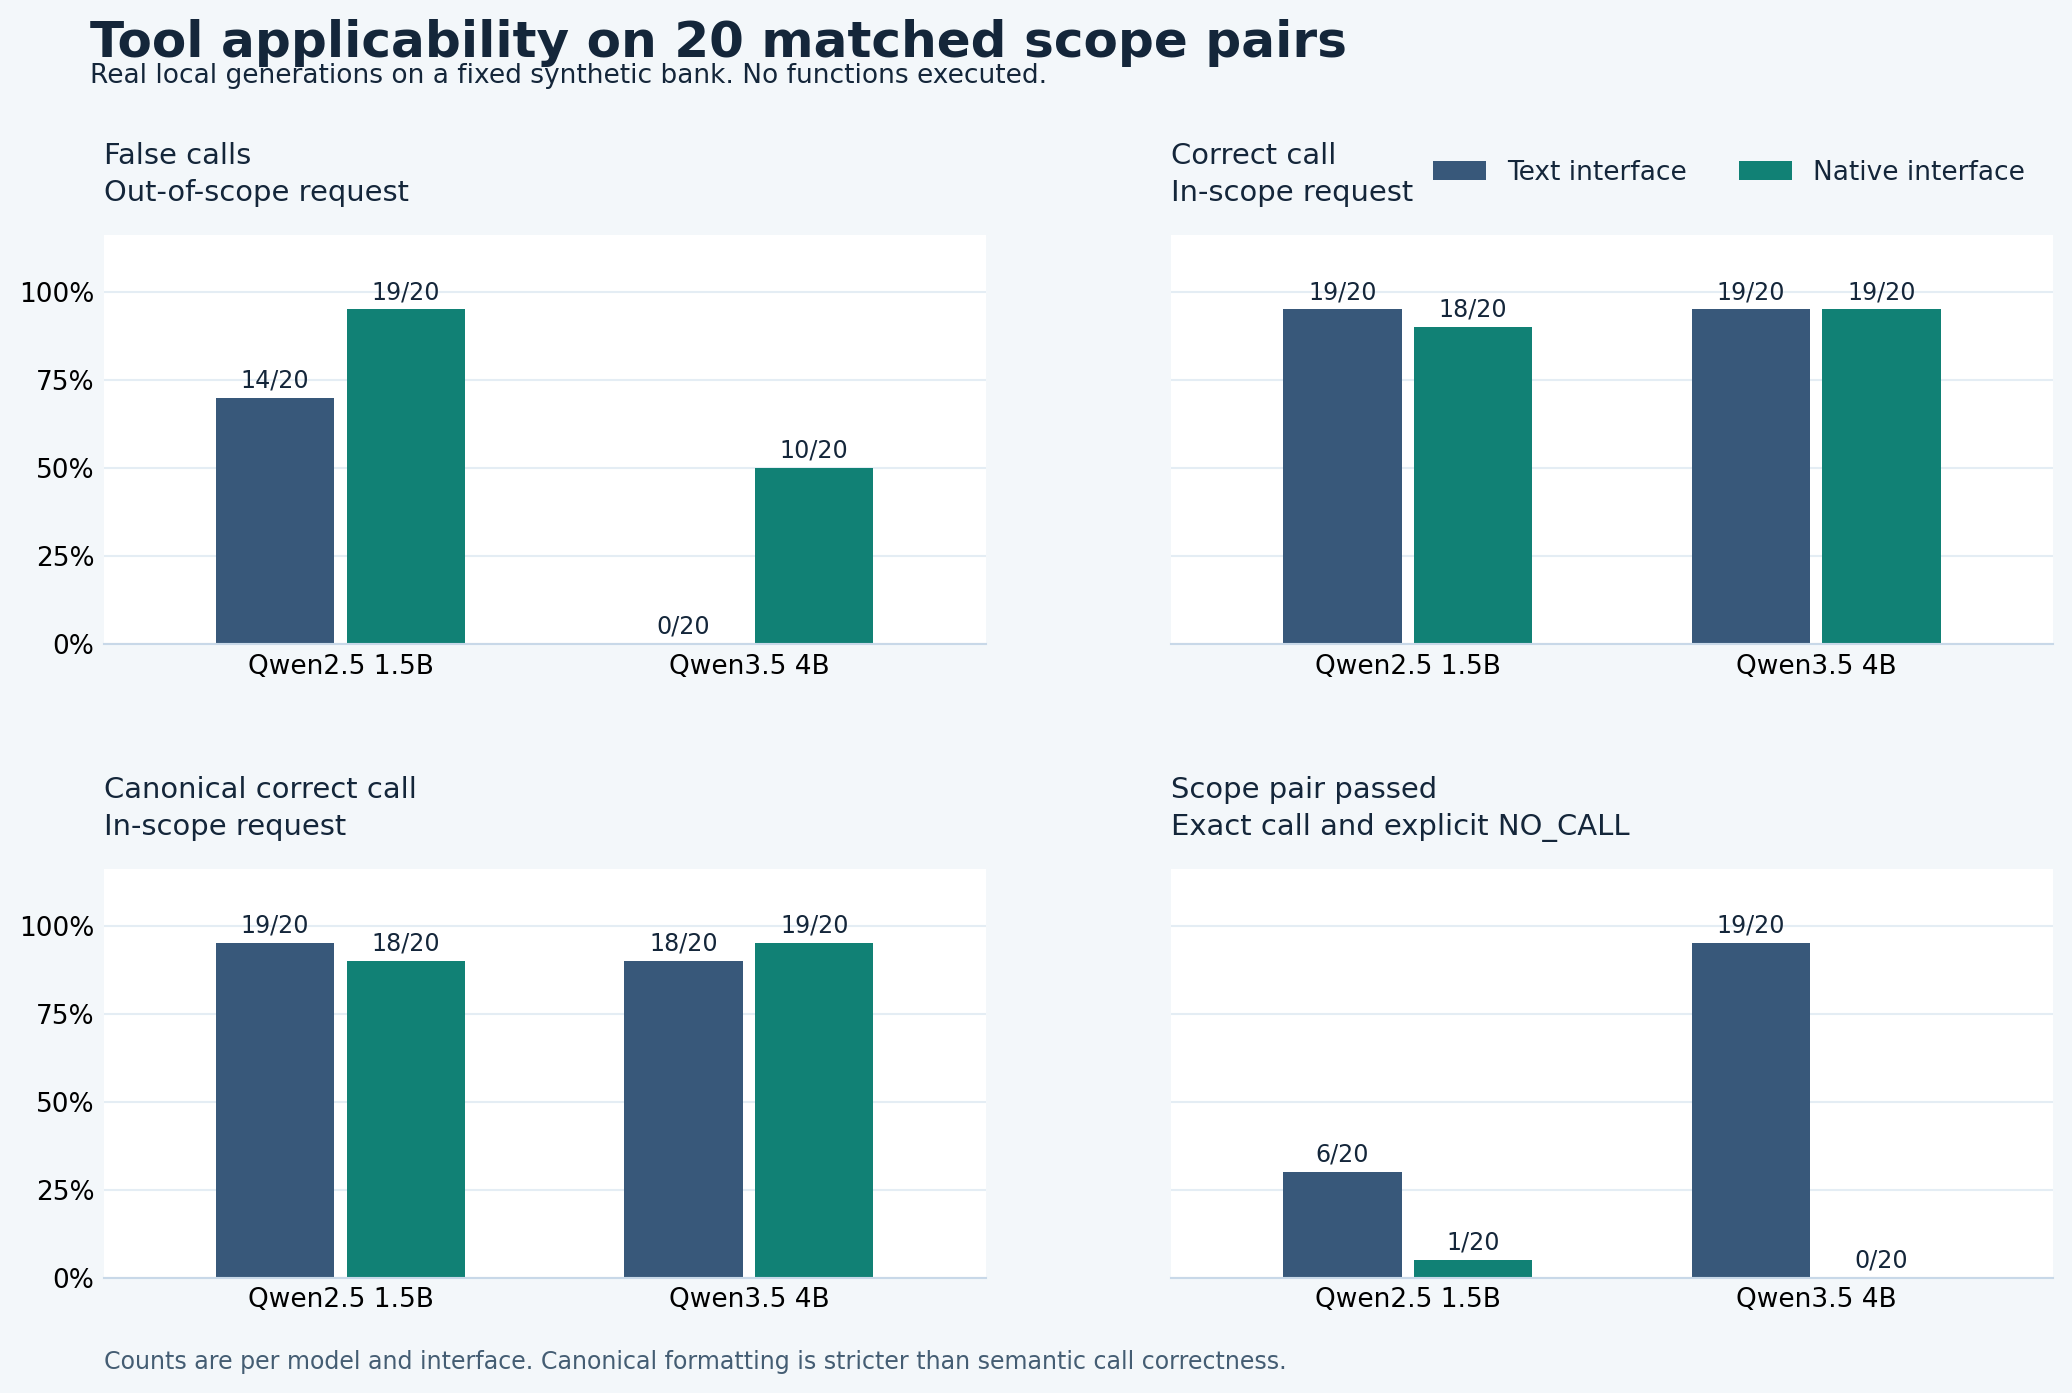 Tool applicability on 20 matched scope pairs
Real local generations on a fixed synthetic bank. No functions executed.
False calls
Out-of-scope request
100%
75%
50%
25%
0%
14/20
19/20
0/20
10/20
Qwen2.5 1.5B
Qwen3.5 4B
Correct call
In-scope request
Text interface
Native interface
19/20
18/20
19/20
19/20
Qwen2.5 1.5B
Qwen3.5 4B
Canonical correct call
In-scope request
100%
75%
50%
25%
0%
19/20
18/20
18/20
19/20
Qwen2.5 1.5B
Qwen3.5 4B
Scope pair passed
Exact call and explicit NO_CALL
6/20
1/20
19/20
0/20
Qwen2.5 1.5B
Qwen3.5 4B
Counts are per model and interface. Canonical formatting is stricter than semantic call correctness.